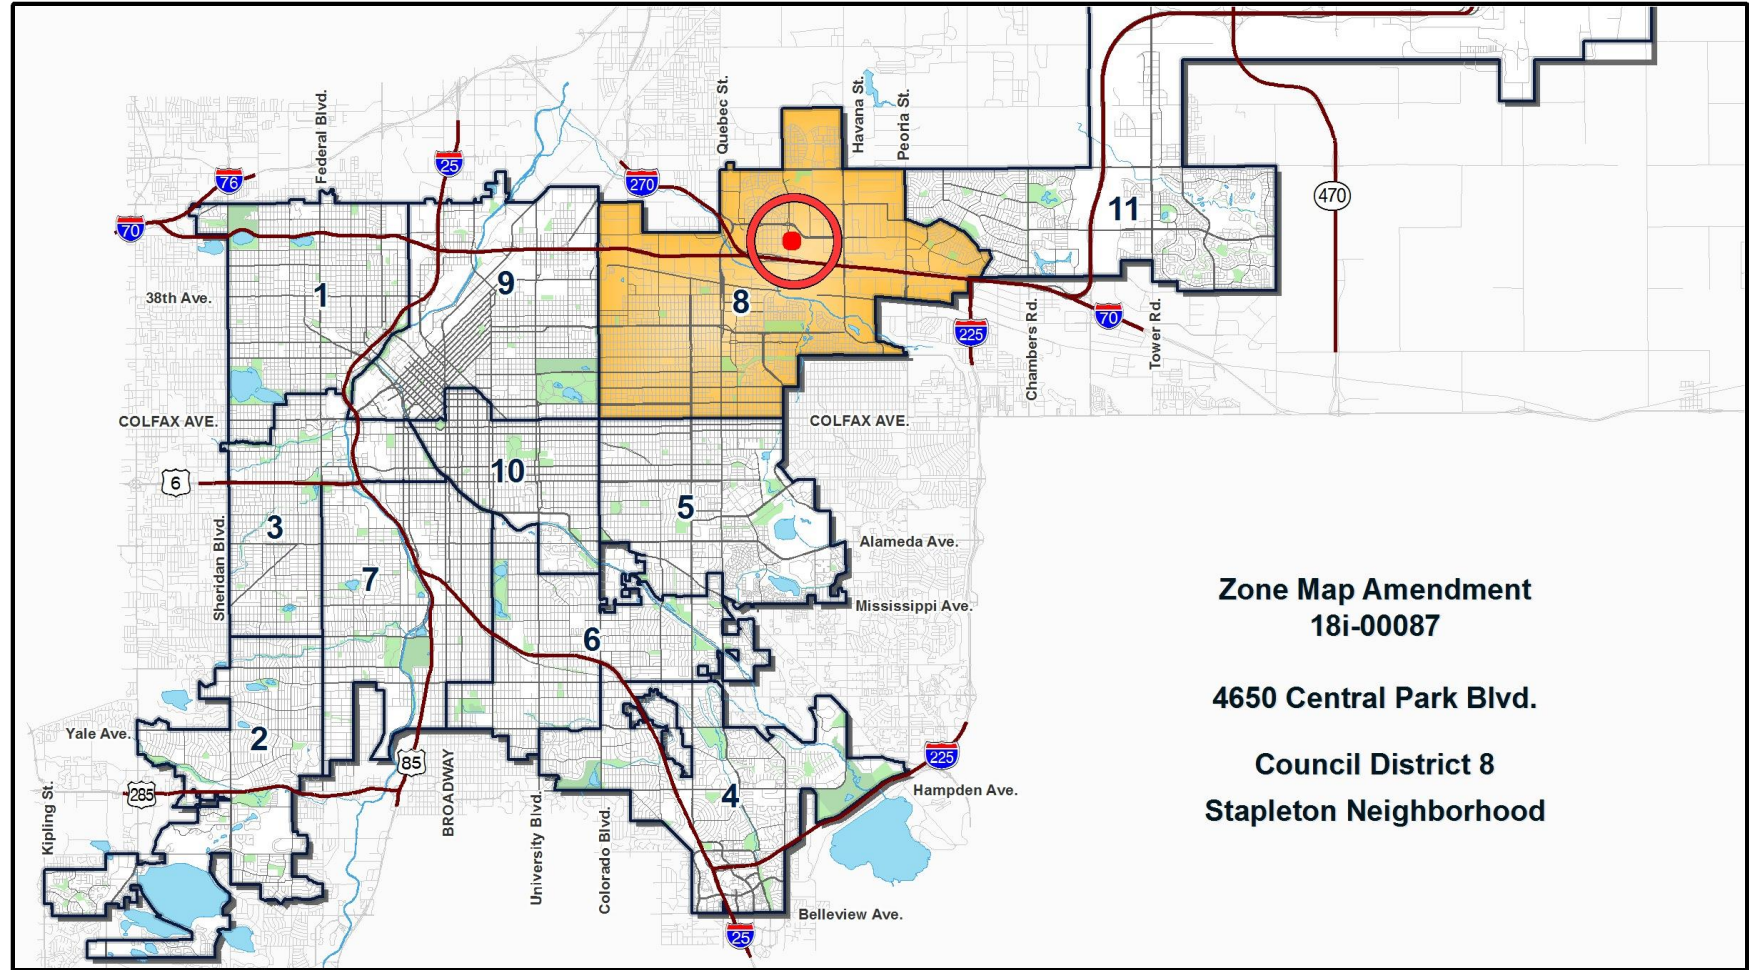 Federal Blvd.
Quebec St.
Havana St.
Peoria St.
25
76
270
70
470
11
1
9
8
38th Ave.
225
Chambers Rd.
70
Tower Rd.
COLFAX AVE.
COLFAX AVE.
6
10
5
3
Sheridan Blvd.
Alameda Ave.
7
Mississippi Ave.
6
Zone Map Amendment
18i-00087
4650 Central Park Blvd.
Council District 8
Stapleton Neighborhood
Yale Ave.
2
85
BROADWAY
225
285
Kipling St.
University Blvd.
Colorado Blvd.
4
Hampden Ave.
Belleview Ave.
25